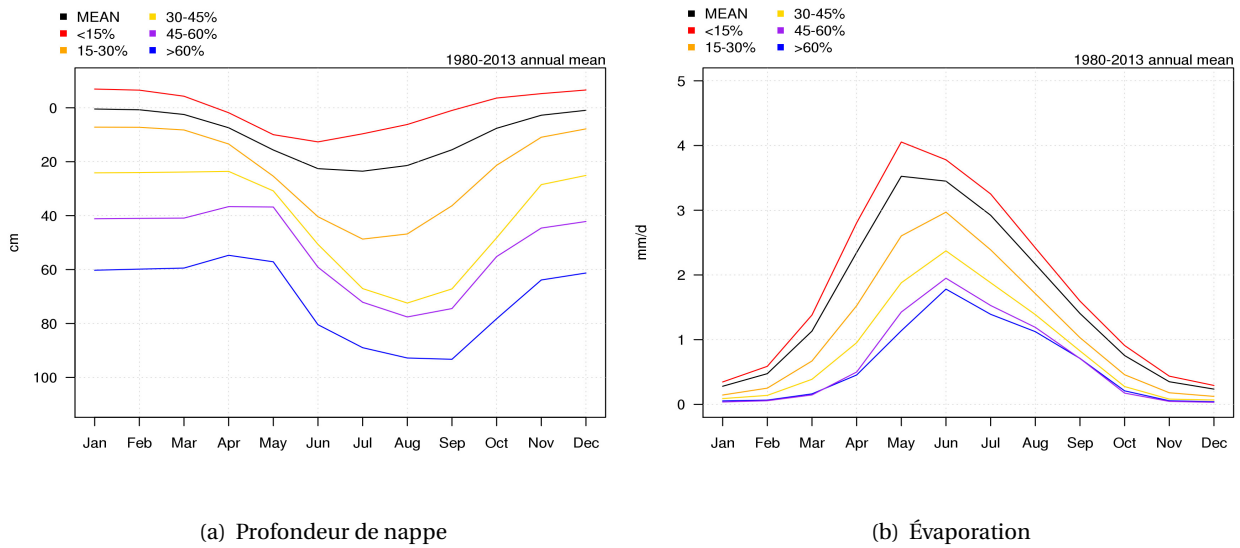 MEAN 30-45%
<15% 45-60%
15-30% >60%
1980-2013 annual mean
0
20
40
60
80
100
cm
Jan Feb Mar Apr May Jun Jul Aug Sep Oct Nov Dec
(a) Profondeur de nappe
MEAN 30-45%
<15% 45-60%
15-30% >60%
1980-2013 annual mean
5
4
3
2
1
0
mm/d
Jan Feb Mar Apr May Jun Jul Aug Sep Oct Nov Dec
(b) Évaporation